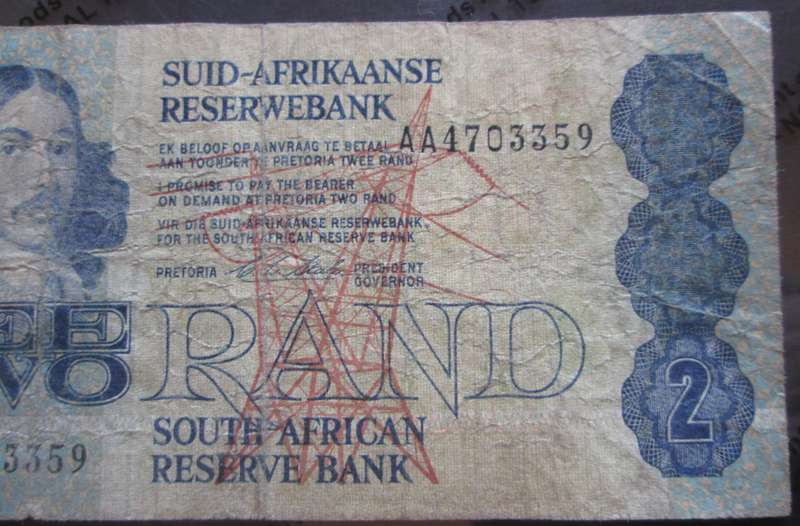 SUID-AFRIKAANSE
RESERWEBANK
EK BELOOF OP AANVRAAG TE BETAAL
AAN TOONDER TE PRETORIA TWEE RAND
AA4703359
I PROMISE TO PAY THE BEARER
ON DEMAND AT PRETORIA TWO RAND
VIR DIE SUID-AFRIKAANSE RESERWEBANK
FOR THE SOUTH AFRICAN RESERVE BANK
PRETORIA PRESIDENT
GOVERNOR
EE
WO RAND
2
SOUTH AFRICAN
RESERVE BANK
3359